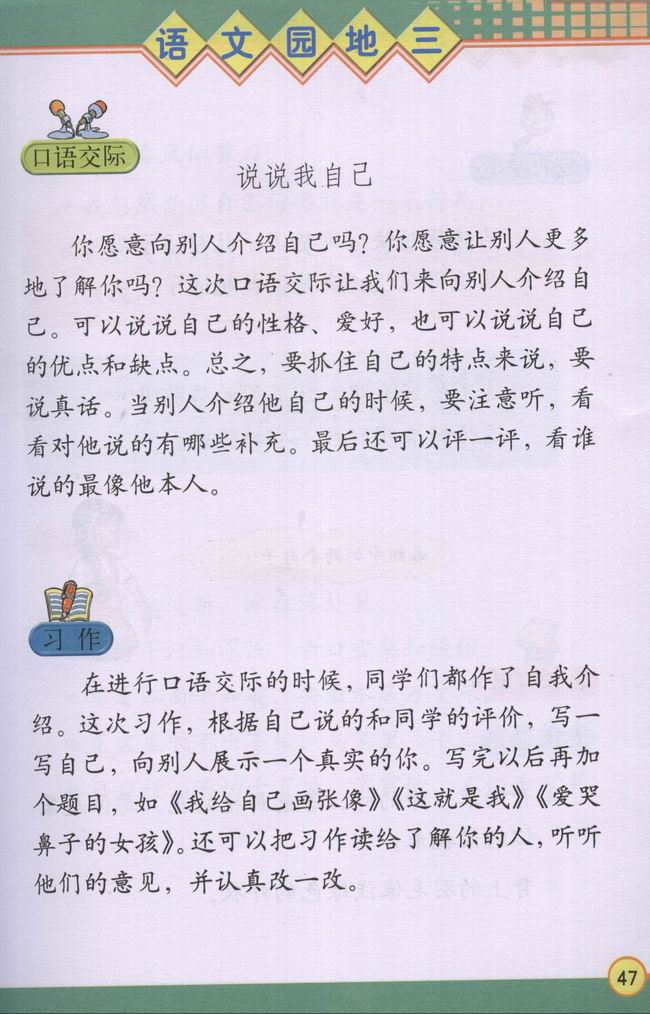 语文园地三
口语交际
说说我自己
你愿意向别人介绍自己吗？你愿意让别人更多
地了解你吗？这次口语交际让我们来向别人介绍自
己。可以说说自己的性格、爱好，也可以说说自己
的优点和缺点。总之，要抓住自己的特点来说，要
说真话。当别人介绍他自己的时候，要注意听，看
看对他说的有哪些补充。最后还可以评一评，看谁
说的最像他本人。
习作
在进行口语交际的时候，同学们都作了自我介
绍。这次习作，根据自己说的和同学的评价，写一
写自己，向别人展示一个真实的你。写完以后再加
个题目，如《我给自己画张像》《这就是我》《爱哭
鼻子的女孩》。还可以把习作读给了解你的人，听听
他们的意见，并认真改一改。
47